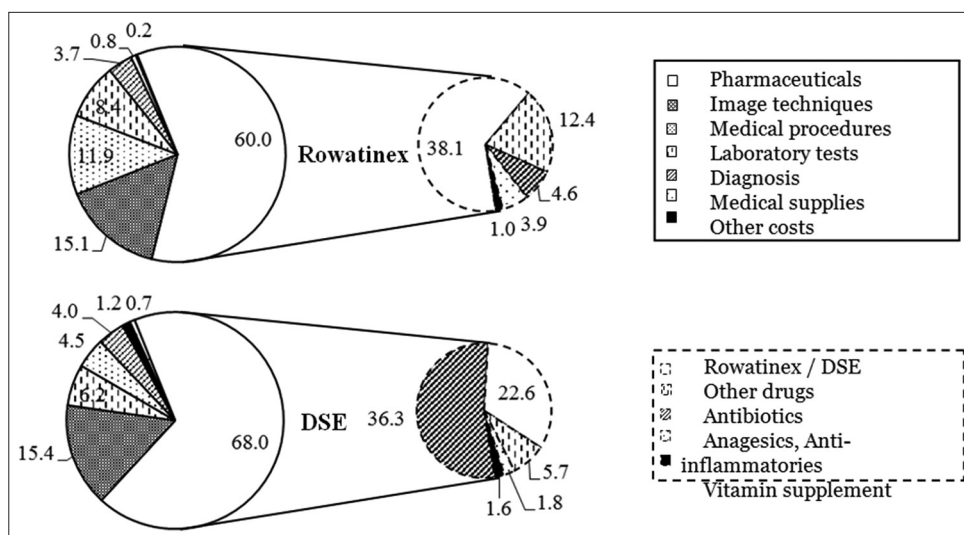 0.2
0.8
3.7
8.4
11.9
15.1
60.0
Rowatinex
38.1
12.4
4.6
3.9
1.0
Pharmaceuticals
Image techniques
Medical procedures
Laboratory tests
Diagnosis
Medical supplies
Other costs
1.2 0.7
4.0
4.5
6.2
15.4
68.0
DSE
36.3
22.6
5.7
1.8
1.6
Rowatinex / DSE
Other drugs
Antibiotics
Anagesics, Anti-
inflammatories
Vitamin supplement